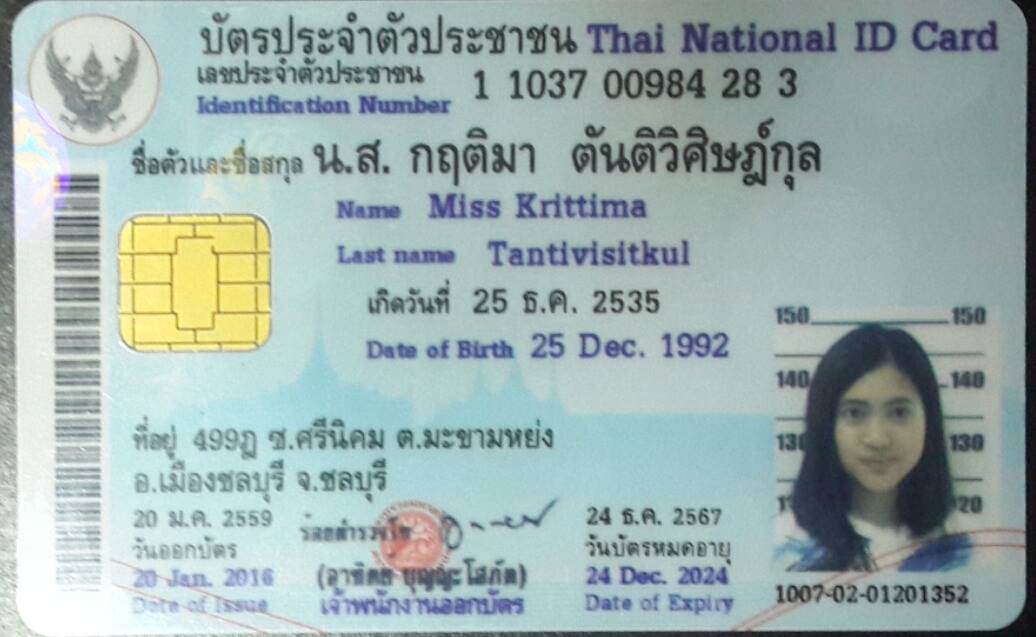 บัตรประจำตัวประชาชน Thai National ID Card
เลขประจำตัวประชาชน
Identification Number 1 1037 00984 28 3
ชื่อตัวและชื่อสกุล น.ส. กฤติมา ตันติวิศิษฎ์กุล
Name Miss Krittima
Last name Tantivisitkul
เกิดวันที่ 25 ธ.ค. 2535
Date of Birth 25 Dec. 1992
150 150
140 140
130 130
120
ที่อยู่ 499ฎ ซ.ศรีนิคม ต.มะขามหย่ง
อ.เมืองชลบุรี จ.ชลบุรี
20 ม.ค. 2559
วันออกบัตร
20 Jan. 2016
Date of Issue
ร้อยตำรวจโท
(อาทิตย์ บุญญะโสภัต)
เจ้าพนักงานออกบัตร
24 ธ.ค. 2567
วันบัตรหมดอายุ
24 Dec. 2024
Date of Expiry
1007-02-01201352